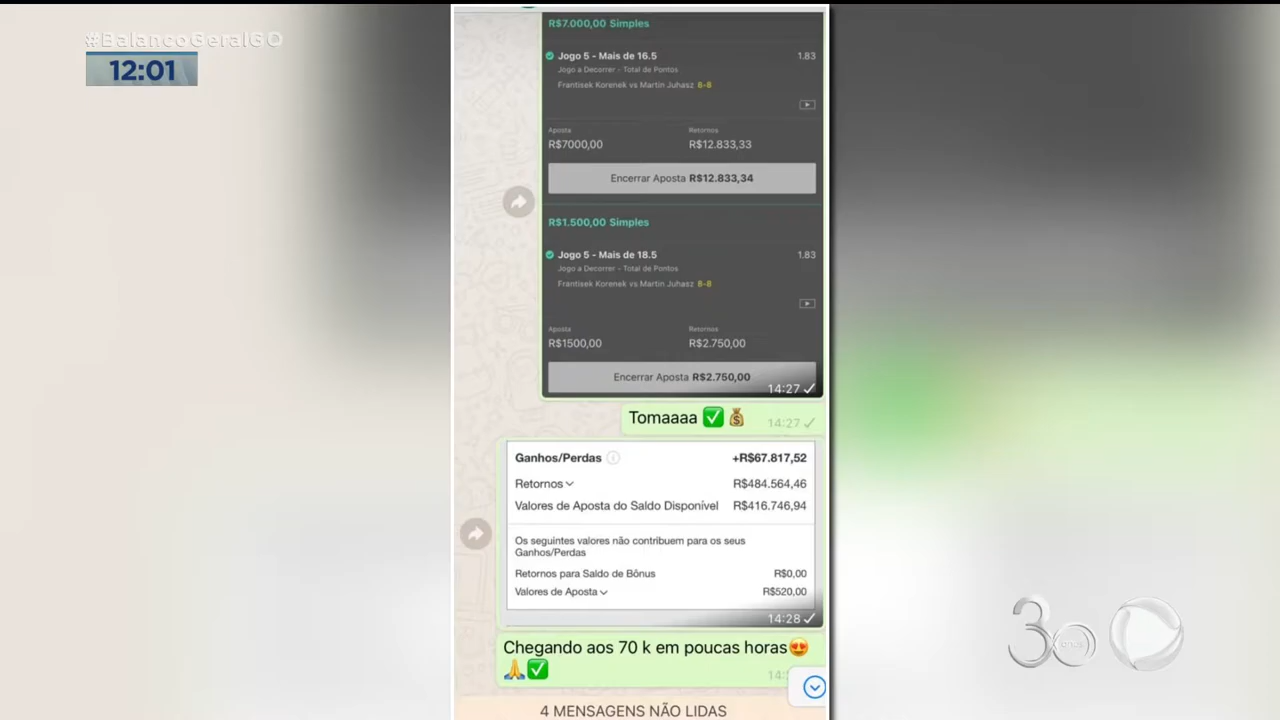 #BalançoGeralGO
12:01
R$7.000,00 Simples
Jogo 5 - Mais de 16.5 1.83
Jogo a Decorrer - Total de Pontos
Frantisek Korenek vs Martin Juhasz 8-8
Aposta Retornos
R$7000,00 R$12.833,33
Encerrar Aposta R$12.833,34
R$1.500,00 Simples
Jogo 5 - Mais de 18.5 1.83
Jogo a Decorrer - Total de Pontos
Frantisek Korenek vs Martin Juhasz 8-8
Aposta Retornos
R$1500,00 R$2.750,00
Encerrar Aposta R$2.750,00
14:27
Tomaaaa ✅💰 14:27
Ganhos/Perdas +R$67.817,52
Retornos R$484.564,46
Valores de Aposta do Saldo Disponível R$416.746,94
Os seguintes valores não contribuem para os seus
Ganhos/Perdas
Retornos para Saldo de Bônus R$0,00
Valores de Aposta R$520,00
14:28
Chegando aos 70 k em poucas horas😍
🙏✅
4 MENSAGENS NÃO LIDAS
30 anos